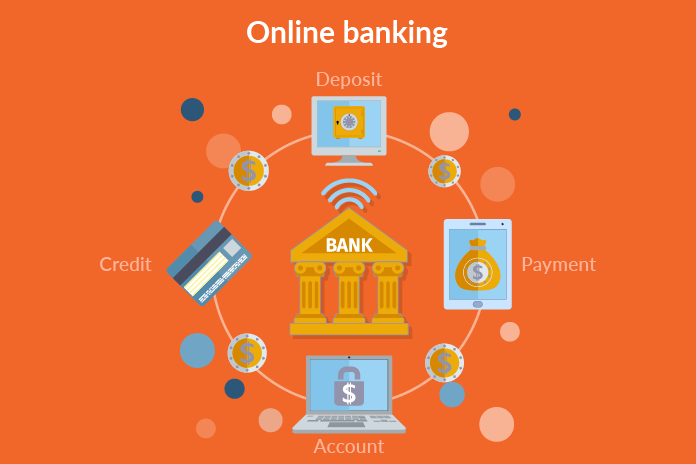 Online banking
Deposit
$ $
BANK
Credit
$
Payment
$ $
$
Account